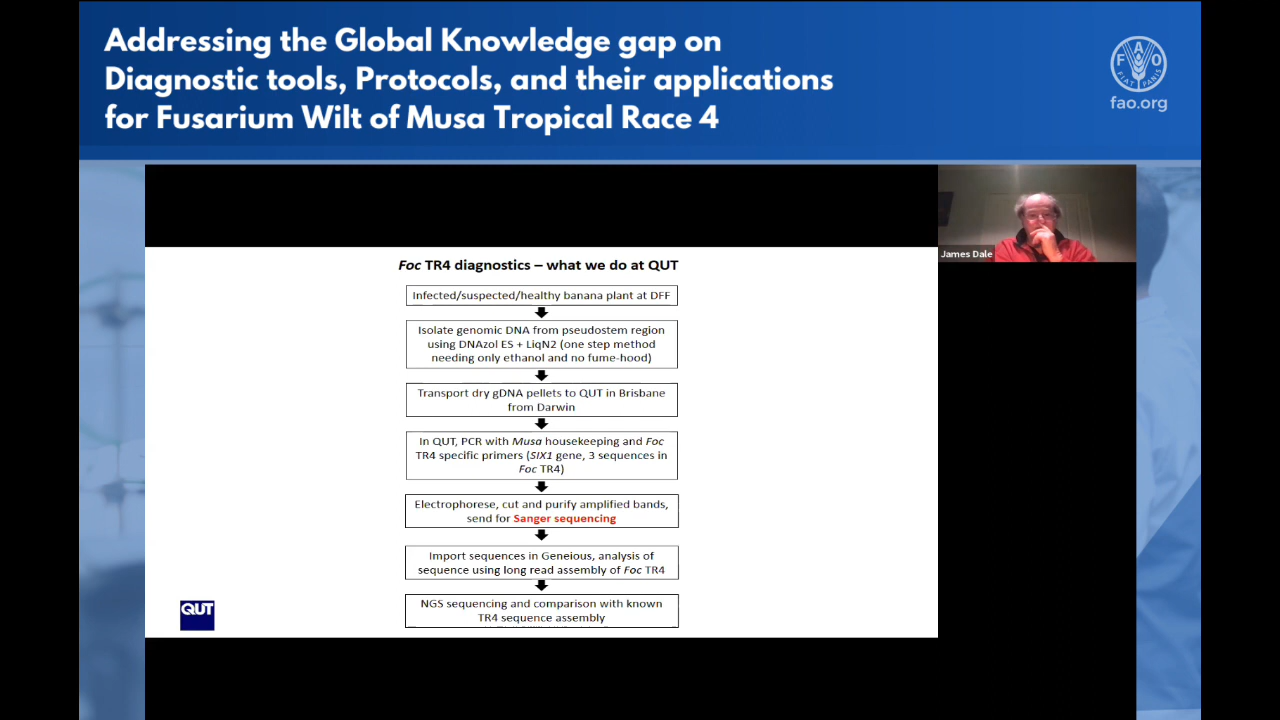 Addressing the Global Knowledge gap on
Diagnostic tools, Protocols, and their applications
for Fusarium Wilt of Musa Tropical Race 4
F A O
FIAT PANIS
fao.org
James Dale
Foc TR4 diagnostics – what we do at QUT
Infected/suspected/healthy banana plant at DFF
Isolate genomic DNA from pseudostem region
using DNAzol ES + LiqN2 (one step method
needing only ethanol and no fume-hood)
Transport dry gDNA pellets to QUT in Brisbane
from Darwin
In QUT, PCR with Musa housekeeping and Foc
TR4 specific primers (SIX1 gene, 3 sequences in
Foc TR4)
Electrophorese, cut and purify amplified bands,
send for Sanger sequencing
Import sequences in Geneious, analysis of
sequence using long read assembly of Foc TR4
NGS sequencing and comparison with known
TR4 sequence assembly
QUT